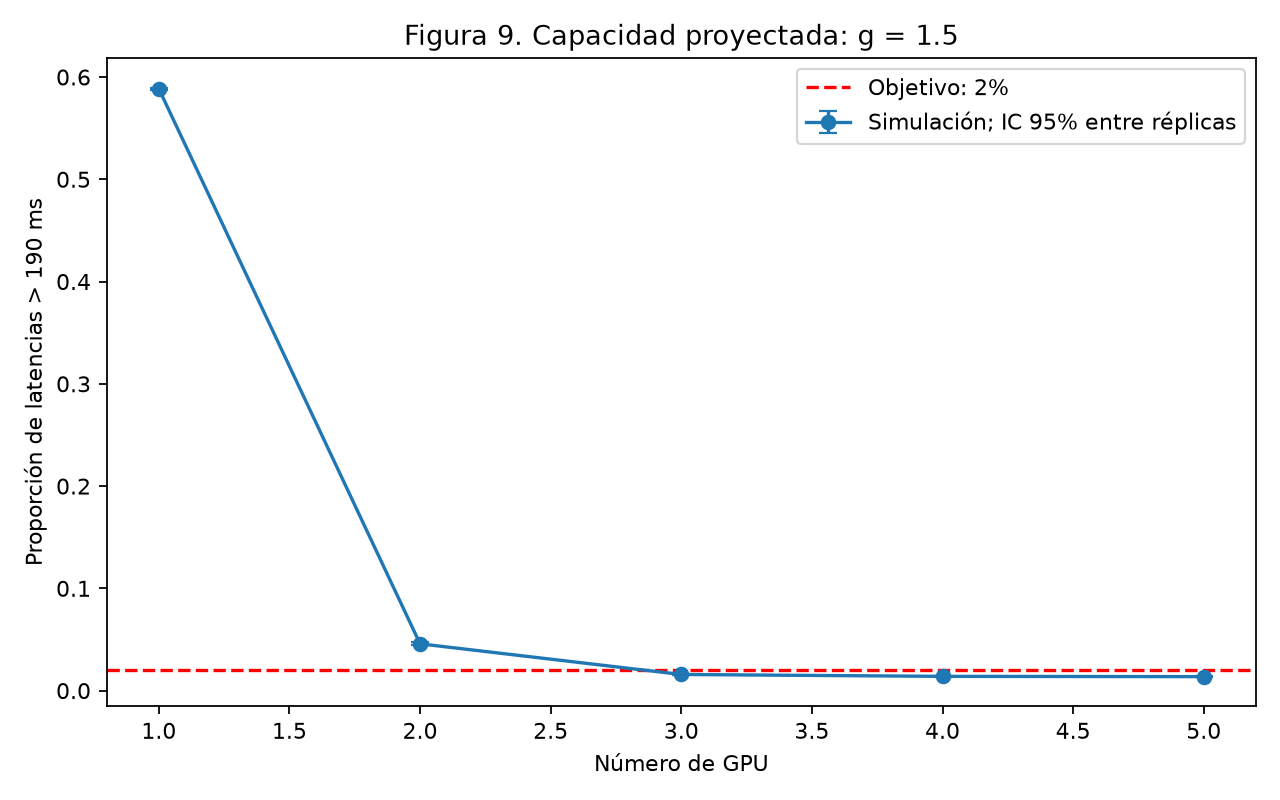 Figura 9. Capacidad proyectada: g = 1.5
Objetivo: 2%
Simulación; IC 95% entre réplicas
Proporción de latencias > 190 ms
0.6
0.5
0.4
0.3
0.2
0.1
0.0
1.0 1.5 2.0 2.5 3.0 3.5 4.0 4.5 5.0
Número de GPU